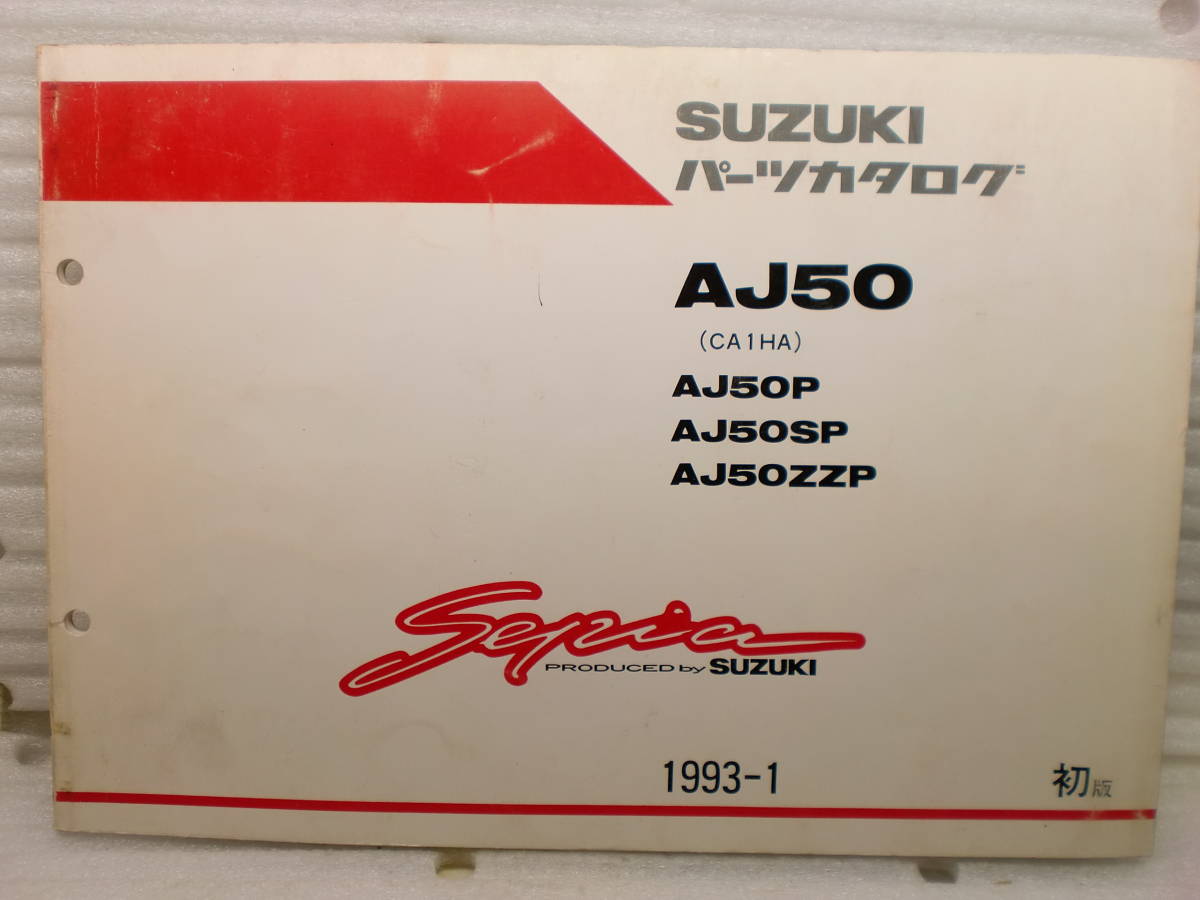 SUZUKI
パーツカタログ
AJ50
(CA1HA)
AJ50P
AJ50SP
AJ50ZZP
Sepia
PRODUCED by SUZUKI
1993-1
初版